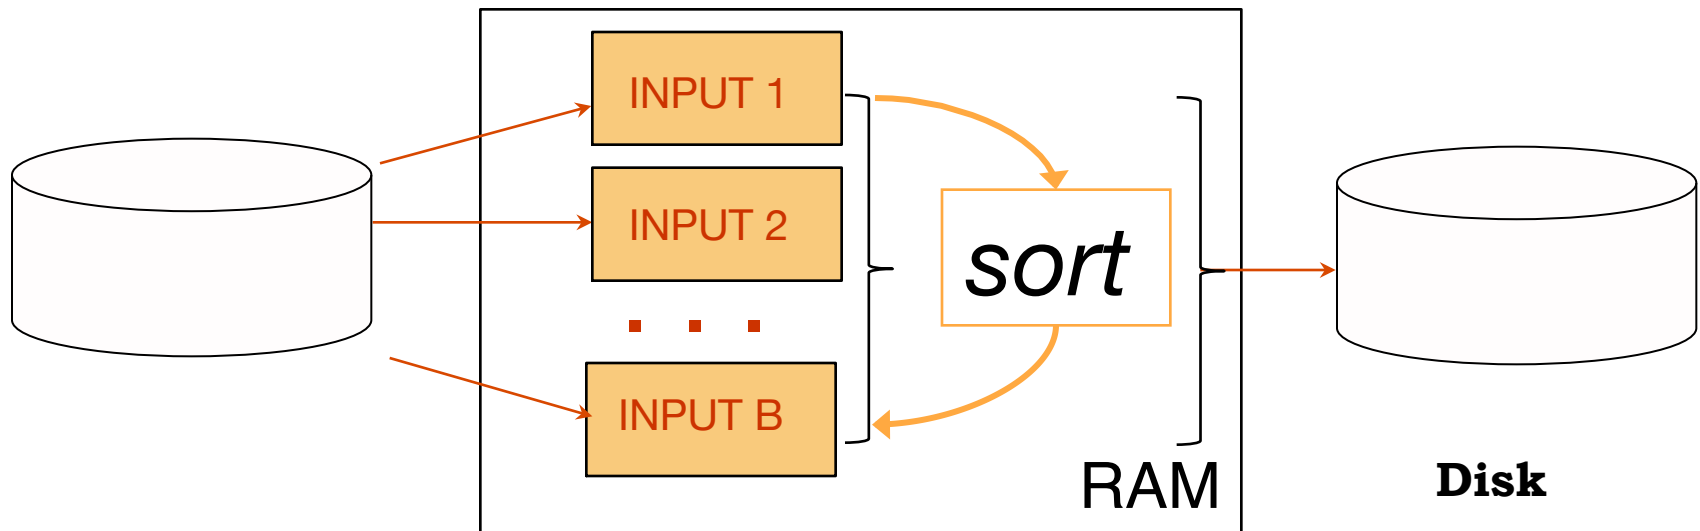 INPUT 1
INPUT 2
. . .
INPUT B
sort
RAM
Disk